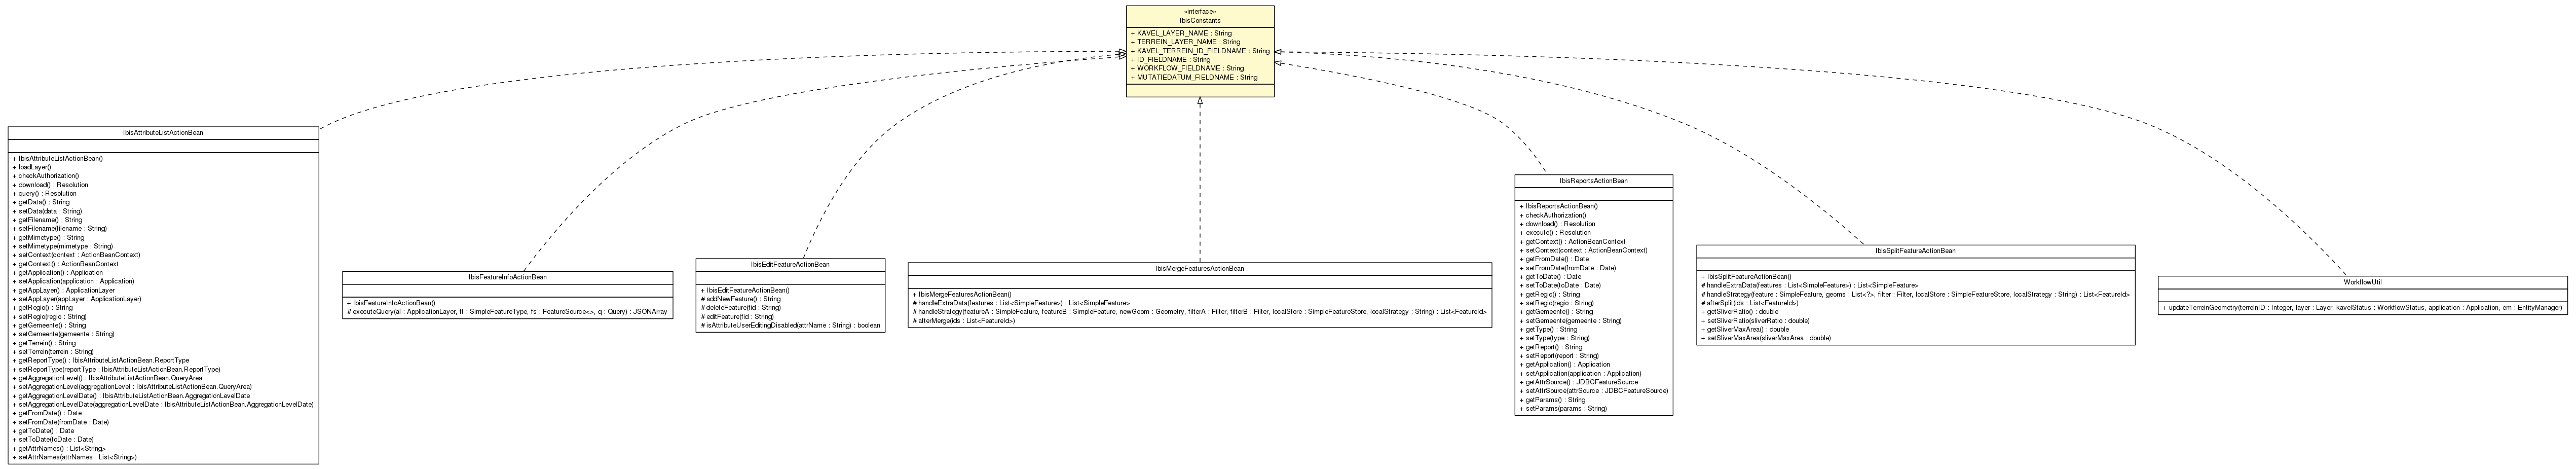 «interface»
IbisConstants
+ KAVEL_LAYER_NAME : String
+ TERREIN_LAYER_NAME : String
+ KAVEL_TERREIN_ID_FIELDNAME : String
+ ID_FIELDNAME : String
+ WORKFLOW_FIELDNAME : String
+ MUTATIEDATUM_FIELDNAME : String
IbisAttributeListActionBean
+ IbisAttributeListActionBean()
+ loadLayer()
+ checkAuthorization()
+ download() : Resolution
+ query() : Resolution
+ getData() : String
+ setData(data : String)
+ getFilename() : String
+ setFilename(filename : String)
+ getMimetype() : String
+ setMimetype(mimetype : String)
+ setContext(context : ActionBeanContext)
+ getContext() : ActionBeanContext
+ getApplication() : Application
+ setApplication(application : Application)
+ getAppLayer() : ApplicationLayer
+ setAppLayer(appLayer : ApplicationLayer)
+ getRegio() : String
+ setRegio(regio : String)
+ getGemeente() : String
+ setGemeente(gemeente : String)
+ getTerrein() : String
+ setTerrein(terrein : String)
+ getReportType() : IbisAttributeListActionBean.ReportType
+ setReportType(reportType : IbisAttributeListActionBean.ReportType)
+ getAggregationLevel() : IbisAttributeListActionBean.QueryArea
+ setAggregationLevel(aggregationLevel : IbisAttributeListActionBean.QueryArea)
+ getAggregationLevelDate() : IbisAttributeListActionBean.AggregationLevelDate
+ setAggregationLevelDate(aggregationLevelDate : IbisAttributeListActionBean.AggregationLevelDate)
+ getFromDate() : Date
+ setFromDate(fromDate : Date)
+ getToDate() : Date
+ setToDate(toDate : Date)
+ getAttrNames() : List<String>
+ setAttrNames(attrNames : List<String>)
IbisFeatureInfoActionBean
+ IbisFeatureInfoActionBean()
# executeQuery(al : ApplicationLayer, ft : SimpleFeatureType, fs : FeatureSource<>, q : Query) : JSONArray
IbisEditFeatureActionBean
+ IbisEditFeatureActionBean()
# addNewFeature() : String
# deleteFeature(fid : String)
# editFeature(fid : String)
# isAttributeUserEditingDisabled(attrName : String) : boolean
IbisMergeFeaturesActionBean
+ IbisMergeFeaturesActionBean()
# handleExtraData(features : List<SimpleFeature>) : List<SimpleFeature>
# handleStrategy(featureA : SimpleFeature, featureB : SimpleFeature, newGeom : Geometry, filterA : Filter, filterB : Filter, localStore : SimpleFeatureStore, localStrategy : String) : List<FeatureId>
# afterMerge(ids : List<FeatureId>)
IbisReportsActionBean
+ IbisReportsActionBean()
+ checkAuthorization()
+ download() : Resolution
+ execute() : Resolution
+ getContext() : ActionBeanContext
+ setContext(context : ActionBeanContext)
+ getFromDate() : Date
+ setFromDate(fromDate : Date)
+ getToDate() : Date
+ setToDate(toDate : Date)
+ getRegio() : String
+ setRegio(regio : String)
+ getGemeente() : String
+ setGemeente(gemeente : String)
+ getType() : String
+ setType(type : String)
+ getReport() : String
+ setReport(report : String)
+ getApplication() : Application
+ setApplication(application : Application)
+ getAttrSource() : JDBCFeatureSource
+ setAttrSource(attrSource : JDBCFeatureSource)
+ getParams() : String
+ setParams(params : String)
IbisSplitFeatureActionBean
+ IbisSplitFeatureActionBean()
# handleExtraData(features : List<SimpleFeature>) : List<SimpleFeature>
# handleStrategy(feature : SimpleFeature, geoms : List<?>, filter : Filter, localStore : SimpleFeatureStore, localStrategy : String) : List<FeatureId>
# afterSplit(ids : List<FeatureId>)
+ getSliverRatio() : double
+ setSliverRatio(sliverRatio : double)
+ getSliverMaxArea() : double
+ setSliverMaxArea(sliverMaxArea : double)
WorkflowUtil
+ updateTerreinGeometry(terreinID : Integer, layer : Layer, kavelStatus : WorkflowStatus, application : Application, em : EntityManager)